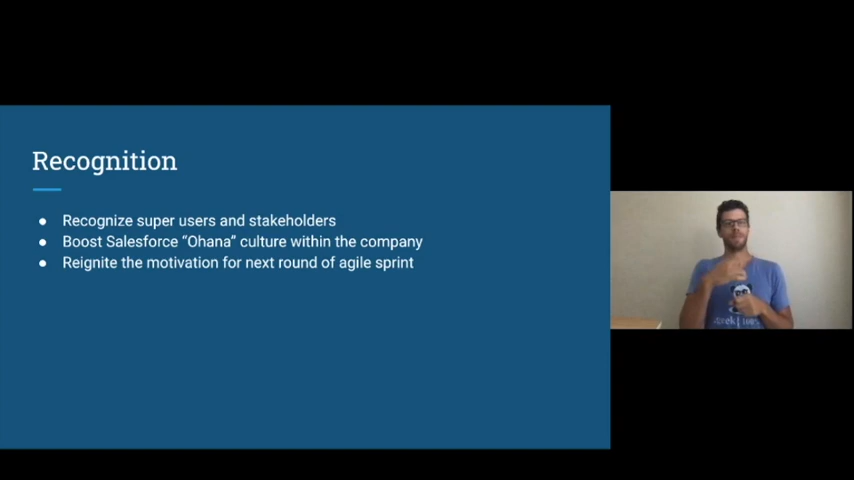 Recognition
● Recognize super users and stakeholders
● Boost Salesforce “Ohana” culture within the company
● Reignite the motivation for next round of agile sprint